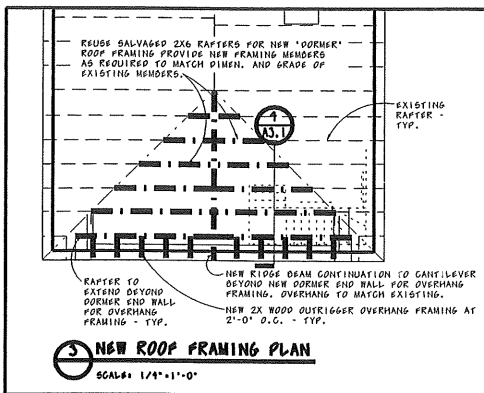 REUSE SALVAGED 2X6 RAFTERS FOR NEW 'DORMER'
ROOF FRAMING PROVIDE NEW FRAMING MEMBERS
AS REQUIRED TO MATCH DIMEN. AND GRADE OF
EXISTING MEMBERS.
4
A3.1
EXISTING
RAFTER -
TYP.
RAFTER TO
EXTEND BEYOND
DORMER END WALL
FOR OVERHANG
FRAMING - TYP.
NEW RIDGE BEAM CONTINUATION TO CANTILEVER
BEYOND NEW DORMER END WALL FOR OVERHANG
FRAMING. OVERHANG TO MATCH EXISTING.
NEW 2X WOOD OUTRIGGER OVERHANG FRAMING AT
2'-0" O.C. - TYP.
3 NEW ROOF FRAMING PLAN
SCALE: 1/4"=1'-0"